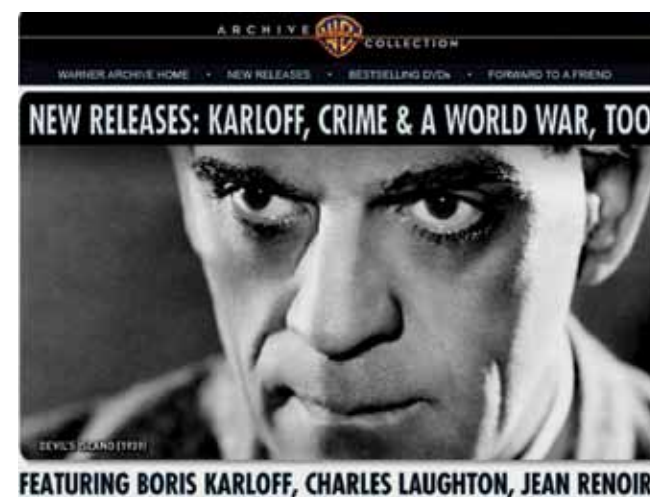 ARCHIVE WB COLLECTION
WARNER ARCHIVE HOME • NEW RELEASES • BESTSELLING DVDs • FORWARD TO A FRIEND
NEW RELEASES: KARLOFF, CRIME & A WORLD WAR, TOO
DEVIL'S ISLAND (1939)
FEATURING BORIS KARLOFF, CHARLES LAUGHTON, JEAN RENOIR